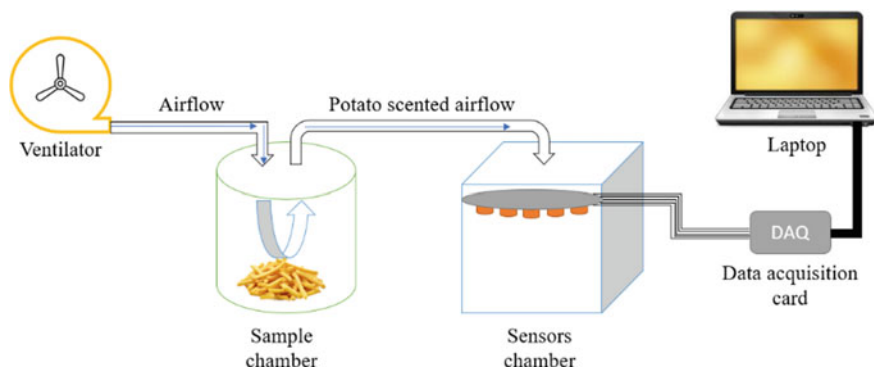 Airflow
Potato scented airflow
Ventilator
Laptop
DAQ
Data acquisition
card
Sample
chamber
Sensors
chamber